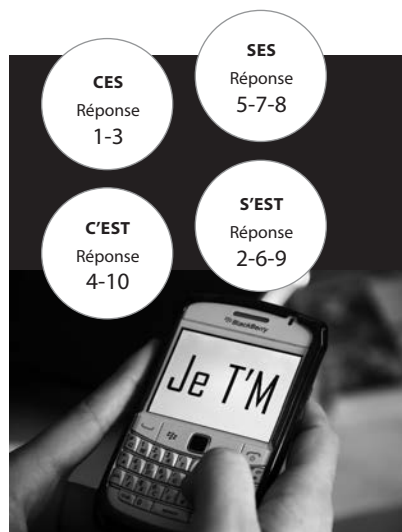 CES
Réponse
1-3
SES
Réponse
5-7-8
C'EST
Réponse
4-10
S'EST
Réponse
2-6-9
BlackBerry
Je T'M